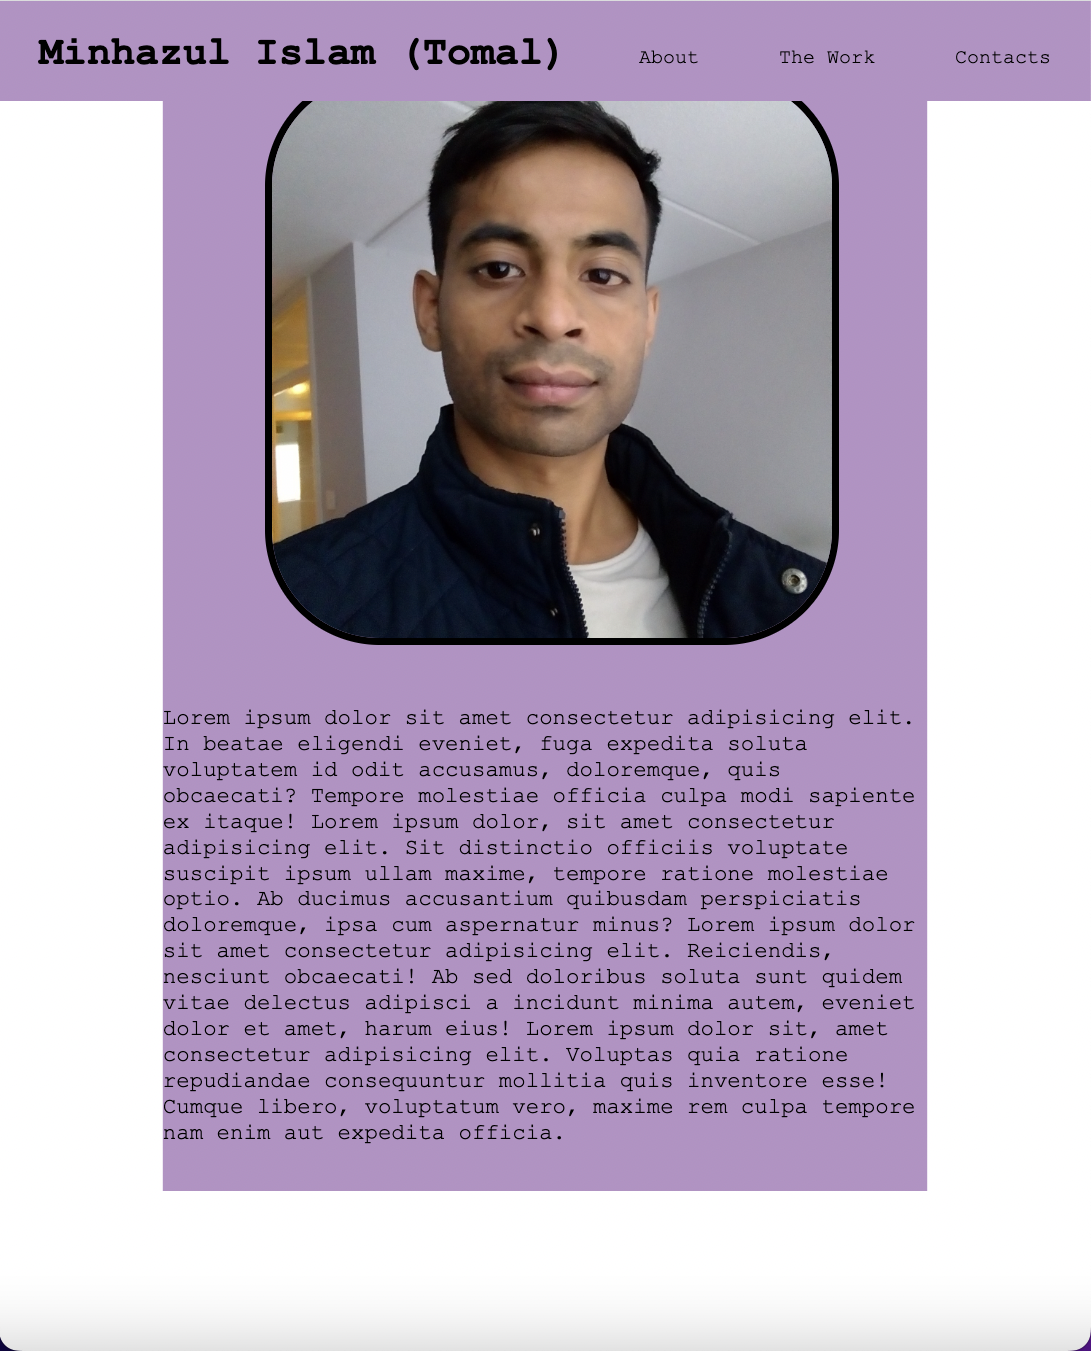 Minhazul Islam (Tomal) About The Work Contacts
Lorem ipsum dolor sit amet consectetur adipisicing elit.
In beatae eligendi eveniet, fuga expedita soluta
voluptatem id odit accusamus, doloremque, quis
obcaecati? Tempore molestiae officia culpa modi sapiente
ex itaque! Lorem ipsum dolor, sit amet consectetur
adipisicing elit. Sit distinctio officiis voluptate
suscipit ipsum ullam maxime, tempore ratione molestiae
optio. Ab ducimus accusantium quibusdam perspiciatis
doloremque, ipsa cum aspernatur minus? Lorem ipsum dolor
sit amet consectetur adipisicing elit. Reiciendis,
nesciunt obcaecati! Ab sed doloribus soluta sunt quidem
vitae delectus adipisci a incidunt minima autem, eveniet
dolor et amet, harum eius! Lorem ipsum dolor sit, amet
consectetur adipisicing elit. Voluptas quia ratione
repudiandae consequuntur mollitia quis inventore esse!
Cumque libero, voluptatum vero, maxime rem culpa tempore
nam enim aut expedita officia.